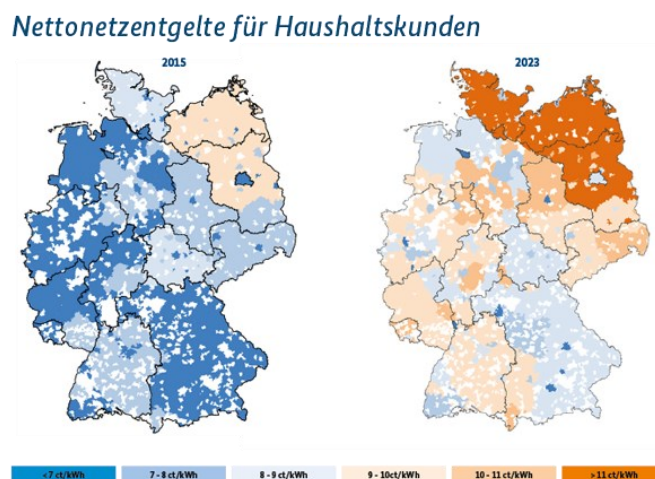 Nettonetzentgelte für Haushaltskunden
2015
2023
<7 ct/kWh
7 - 8 ct/kWh
8 - 9 ct/kWh
9 - 10ct/kWh
10 - 11 ct/kWh
>11 ct/kWh